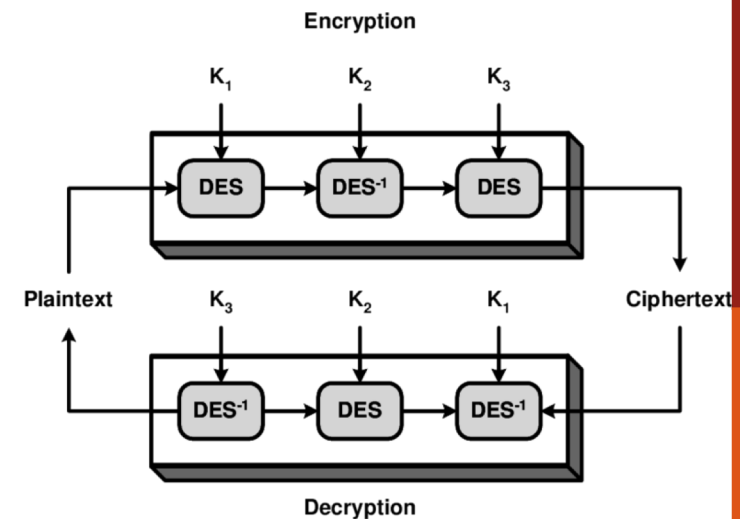 Encryption
K₁ K₂ K₃
DES DES⁻¹ DES
Plaintext K₃ K₂ K₁ Ciphertext
DES⁻¹ DES DES⁻¹
Decryption